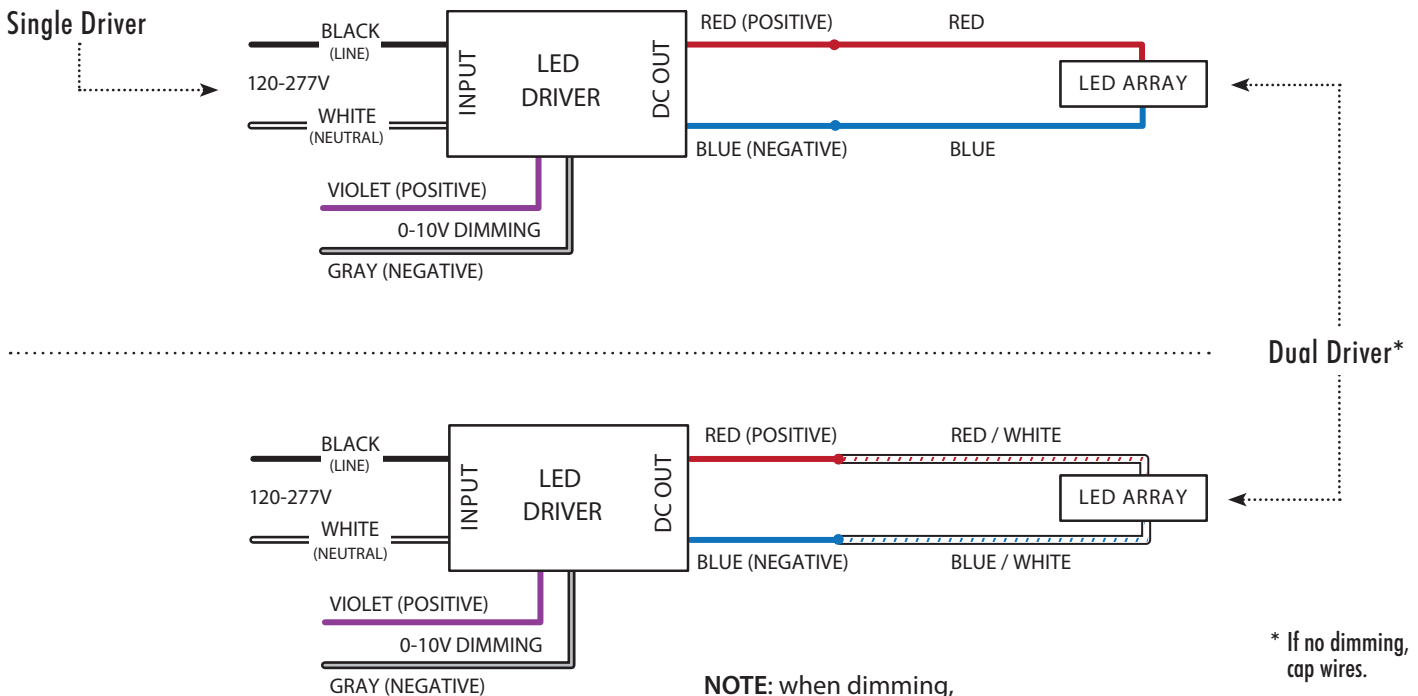 Single Driver
BLACK
(LINE)
120-277V
WHITE
(NEUTRAL)
INPUT
LED
DRIVER
DC OUT
RED (POSITIVE)
RED
LED ARRAY
BLUE (NEGATIVE)
BLUE
VIOLET (POSITIVE)
0-10V DIMMING
GRAY (NEGATIVE)
Dual Driver*
BLACK
(LINE)
120-277V
WHITE
(NEUTRAL)
INPUT
LED
DRIVER
DC OUT
RED (POSITIVE)
RED / WHITE
LED ARRAY
BLUE (NEGATIVE)
BLUE / WHITE
VIOLET (POSITIVE)
0-10V DIMMING
GRAY (NEGATIVE)
* If no dimming,
cap wires.
NOTE: when dimming,